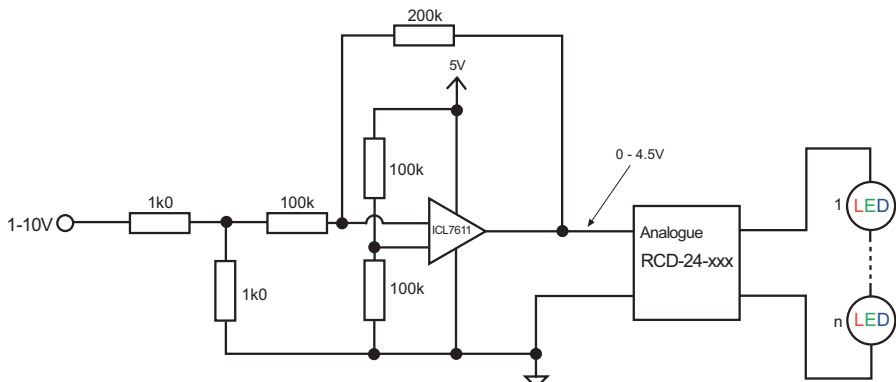 200k
5V
100k
0 - 4.5V
1k0
100k
1-10V
1
LED
ICL7611
Analogue
RCD-24-xxx
1k0
100k
n
LED